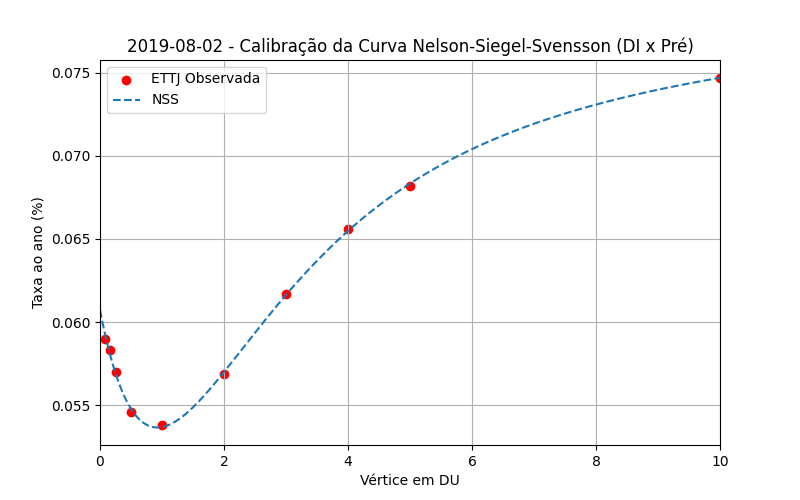 2019-08-02 - Calibração da Curva Nelson-Siegel-Svensson (DI x Pré)
ETTJ Observada
NSS
Taxa ao ano (%)
0.075
0.070
0.065
0.060
0.055
0 2 4 6 8 10
Vértice em DU